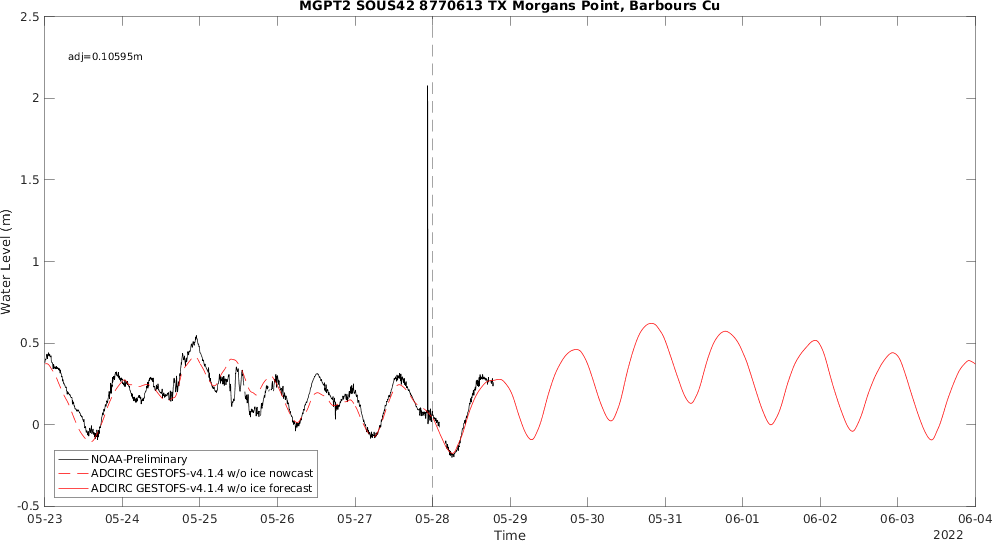 MGPT2 SOUS42 8770613 TX Morgans Point, Barbours Cu
adj=0.10595m
2.5
2
1.5
1
0.5
0
-0.5
Water Level (m)
NOAA-Preliminary
ADCIRC GESTOFS-v4.1.4 w/o ice nowcast
ADCIRC GESTOFS-v4.1.4 w/o ice forecast
05-23 05-24 05-25 05-26 05-27 05-28 05-29 05-30 05-31 06-01 06-02 06-03 06-04
Time
2022